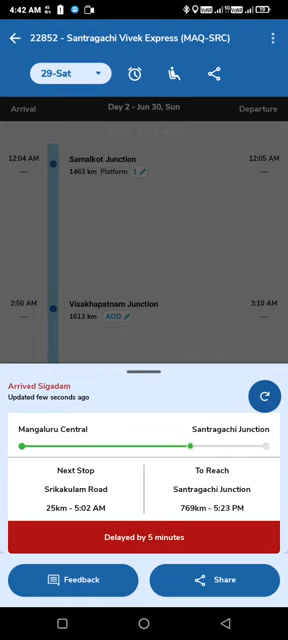 4:42 AM
22852 - Santragachi Vivek Express (MAQ-SRC)
29-Sat
Arrival
Day 2 - Jun 30, Sun
Departure
12:04 AM
Samalkot Junction
12:05 AM
---
1463 km Platform 1
---
2:50 AM
Visakhapatnam Junction
3:10 AM
---
1613 km ADD
---
Arrived Sigadam
Updated few seconds ago
Mangaluru Central
Santragachi Junction
Next Stop
To Reach
Srikakulam Road
Santragachi Junction
25km - 5:02 AM
769km - 5:23 PM
Delayed by 5 minutes
Feedback
Share